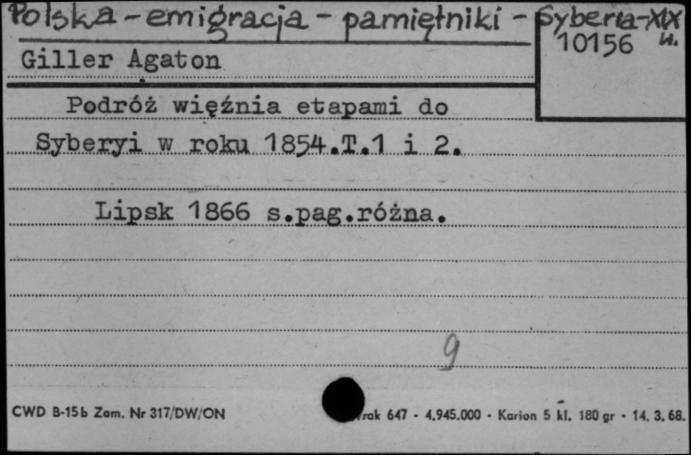 Polska - emigracja - pamiętniki - Syberia - XIX w.
10156
Giller Agaton
Podróż więźnia etapami do
Syberyi w roku 1854.T.1 i 2.
Lipsk 1866 s.pag.różna.
9
CWD B-15b Zam. Nr 317/DW/ON rak 647 - 4.945.000 - Karion 5 kl. 180 gr - 14. 3. 68.